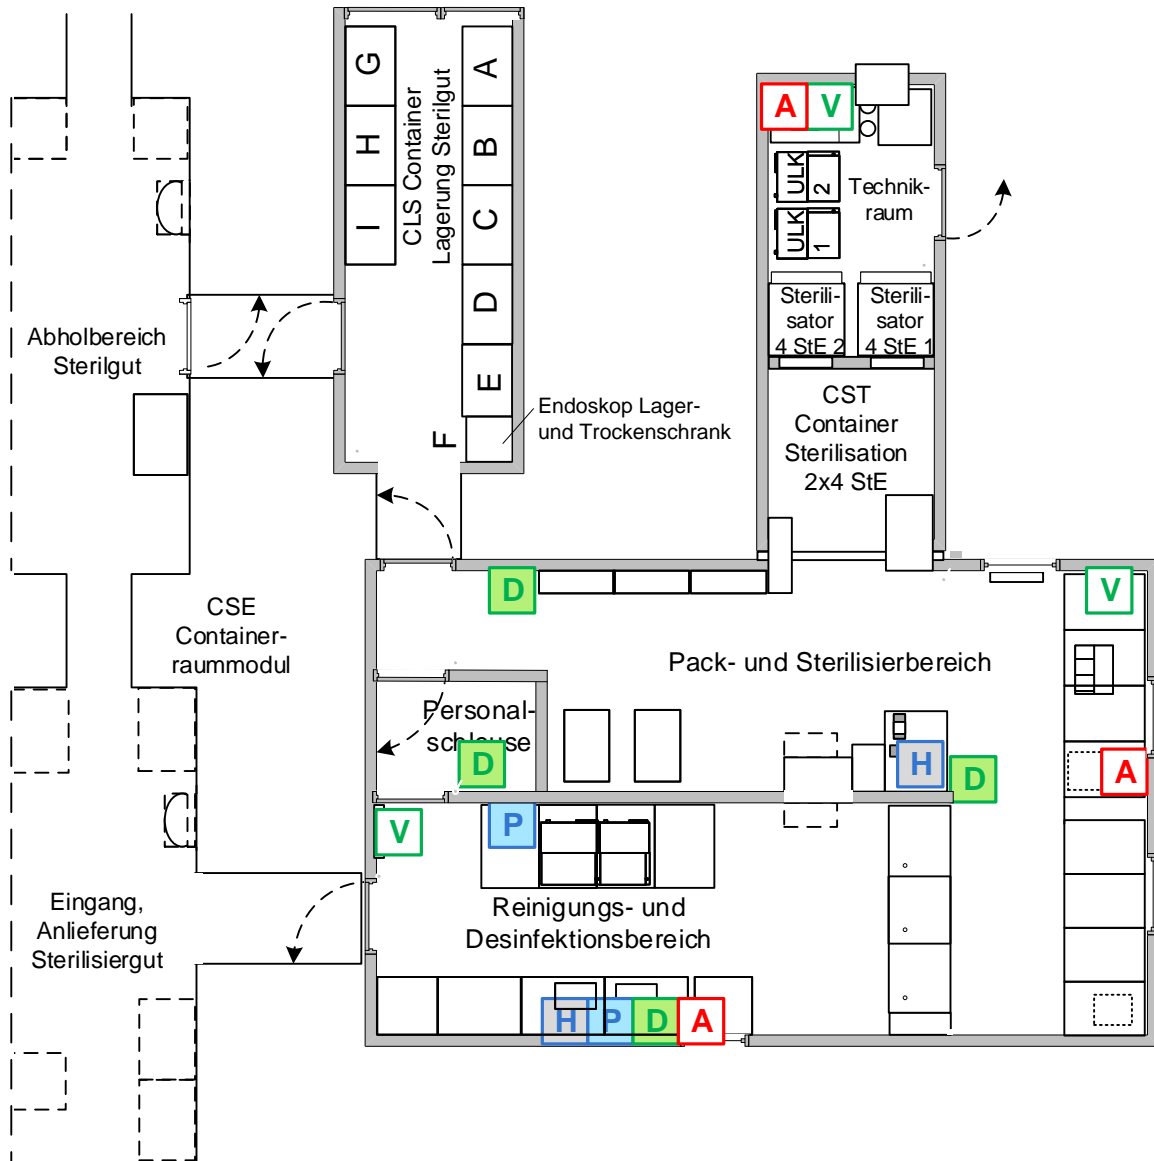 G
H
I
CLS Container
Lagerung Sterilgut
A
B
C
D
E
F
Endoskop Lager-
und Trockenschrank
A V
ULK 2
ULK 1
Technik-
raum
Sterili-
sator
4 StE 2
Sterili-
sator
4 StE 1
CST
Container
Sterilisation
2x4 StE
Abholbereich
Sterilgut
CSE
Container-
raummodul
D
V
Pack- und Sterilisierbereich
Personal-
schleuse
D
H
D
A
V
P
Reinigungs- und
Desinfektionsbereich
Eingang,
Anlieferung
Sterilisiergut
H P D A